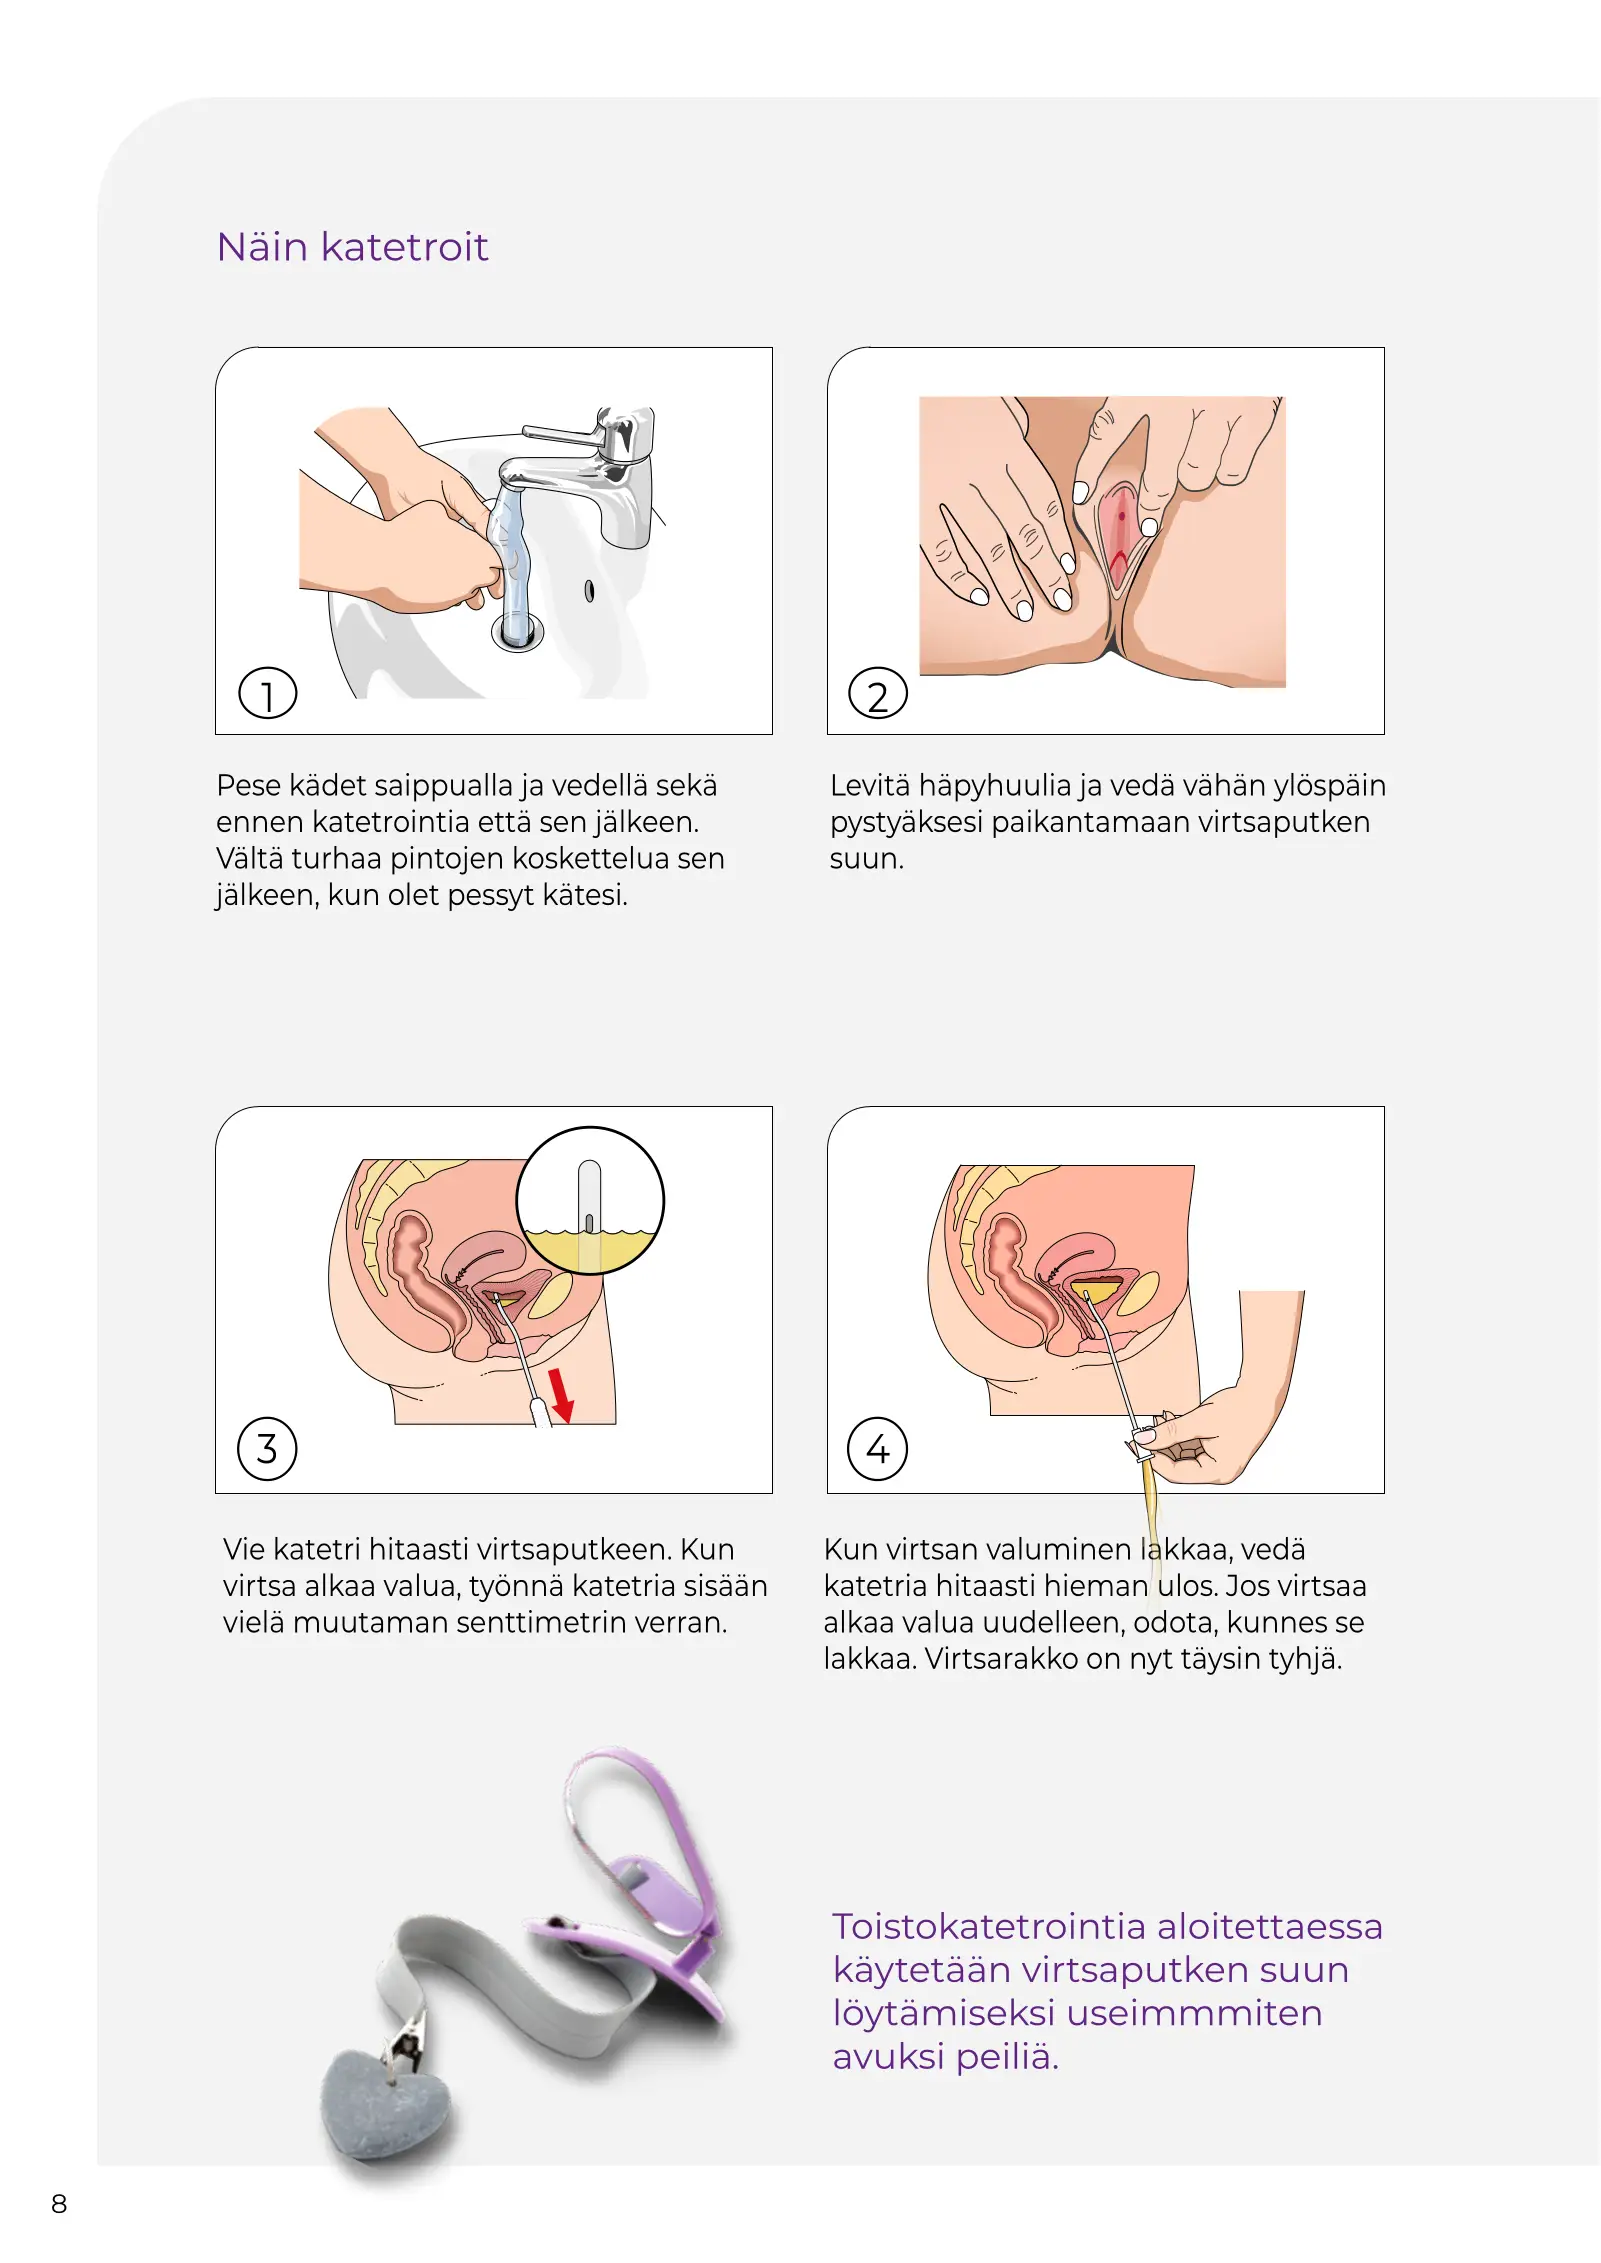 Näin katetroit
1
2
Pese kädet saippualla ja vedellä sekä
ennen katetrointia että sen jälkeen.
Vältä turhaa pintojen koskettelua sen
jälkeen, kun olet pessyt kätesi.
Levitä häpyhuulia ja vedä vähän ylöspäin
pystyäksesi paikantamaan virtsaputken
suun.
3
4
Vie katetri hitaasti virtsaputkeen. Kun
virtsa alkaa valua, työnnä katetria sisään
vielä muutaman senttimetrin verran.
Kun virtsan valuminen lakkaa, vedä
katetria hitaasti hieman ulos. Jos virtsaa
alkaa valua uudelleen, odota, kunnes se
lakkaa. Virtsarakko on nyt täysin tyhjä.
Toistokatetrointia aloitettaessa
käytetään virtsaputken suun
löytämiseksi useimmmiten
avuksi peiliä.
8